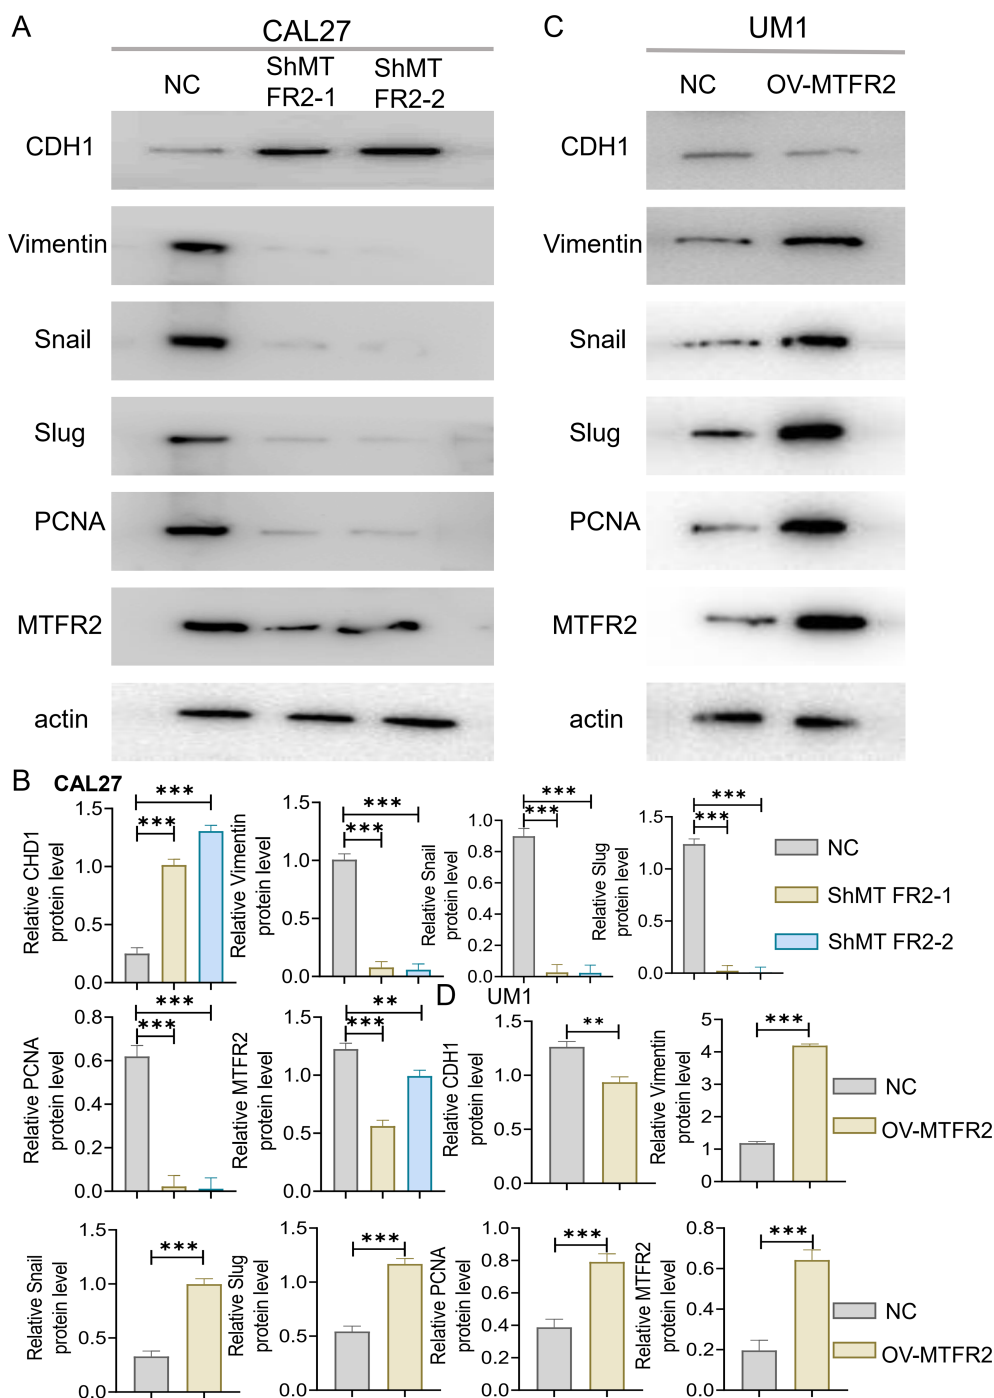 A
CAL27
NC
ShMT
FR2-1
ShMT
FR2-2
CDH1
Vimentin
Snail
Slug
PCNA
MTFR2
actin
C
UM1
NC
OV-MTFR2
CDH1
Vimentin
Snail
Slug
PCNA
MTFR2
actin
B
CAL27
Relative CHD1
protein level
1.5
1.0
0.5
0.0
***
***
Relative Vimentin
protein level
1.5
1.0
0.5
0.0
***
***
Relative Snail
protein level
1.0
0.8
0.6
0.4
0.2
0.0
***
***
Relative Slug
protein level
1.5
1.0
0.5
0.0
***
***
NC
ShMT FR2-1
ShMT FR2-2
Relative PCNA
protein level
0.8
0.6
0.4
0.2
0.0
***
***
Relative MTFR2
protein level
1.5
1.0
0.5
0.0
**
***
D
UM1
Relative CDH1
protein level
1.5
1.0
0.5
0.0
**
Relative Vimentin
protein level
5
4
3
2
1
0
***
NC
OV-MTFR2
Relative Snail
protein level
1.5
1.0
0.5
0.0
***
Relative Slug
protein level
1.5
1.0
0.5
0.0
***
Relative PCNA
protein level
1.0
0.8
0.6
0.4
0.2
0.0
***
Relative MTFR2
protein level
0.8
0.6
0.4
0.2
0.0
***
NC
OV-MTFR2